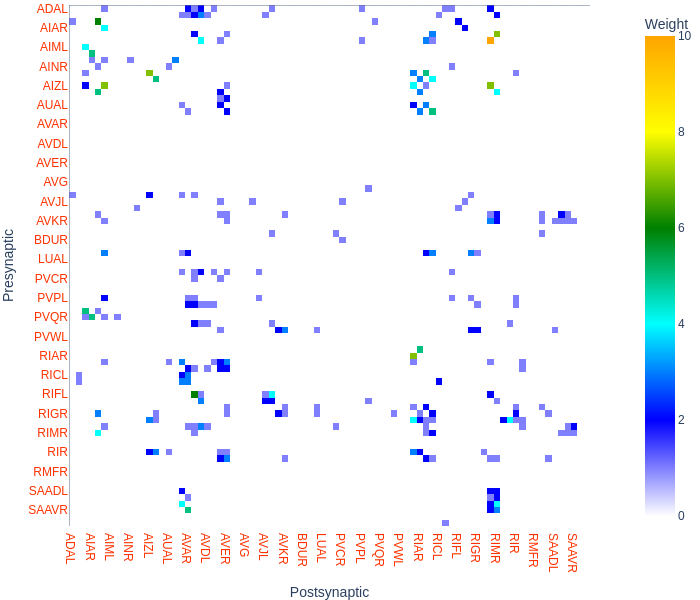 Weight
10
8
6
4
2
0
Presynaptic
ADAL
AIAR
AIML
AINR
AIZL
AUAL
AVAR
AVDL
AVER
AVG
AVJL
AVKR
BDUR
LUAL
PVCR
PVPL
PVQR
PVWL
RIAR
RICL
RIFL
RIGR
RIMR
RIR
RMFR
SAADL
SAAVR
ADAL AIAR AIML AINR AIZL AUAL AVAR AVDL AVER AVG AVJL AVKR BDUR LUAL PVCR PVPL PVQR PVWL RIAR RICL RIFL RIGR RIMR RIR RMFR SAADL SAAVR
Postsynaptic